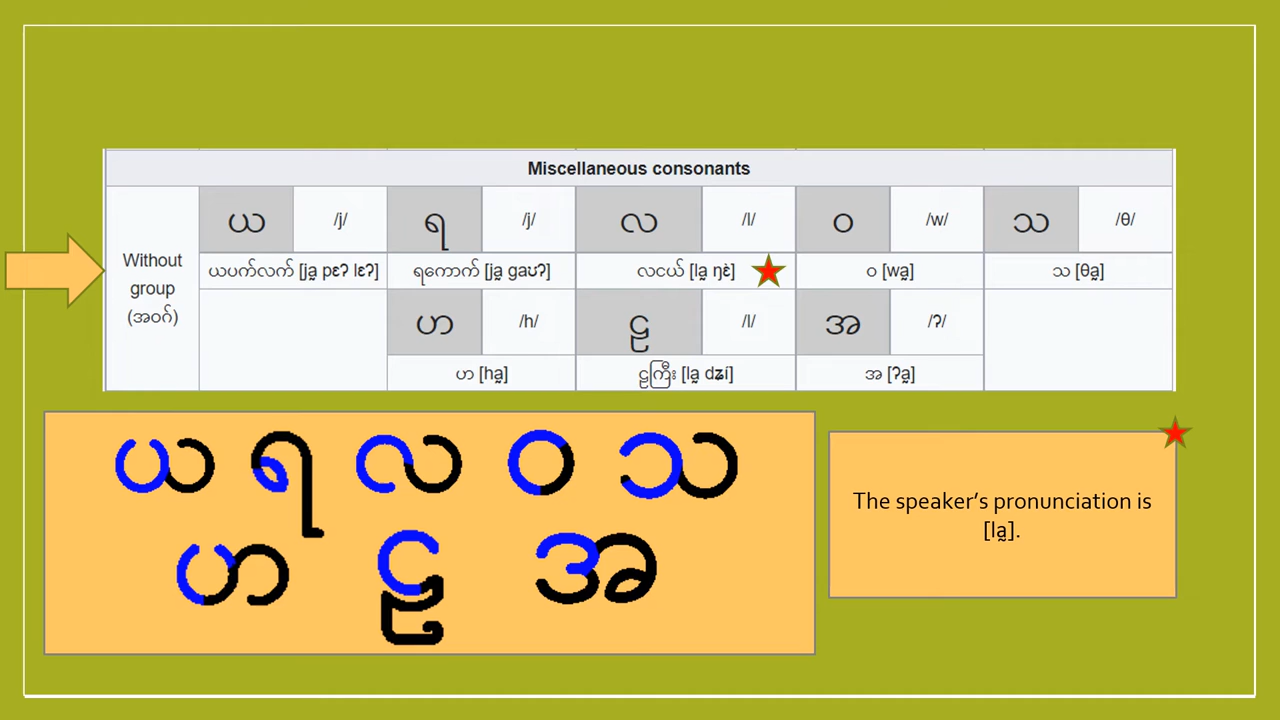 Miscellaneous consonants
ယ /j/ ရ /j/ လ /l/ ဝ /w/ သ /θ/
Without group (အဝဂ်)
ယပက်လက် [ja̰ pɛʔ lɛʔ] ရကောက် [ja̰ ɡaʊʔ] လငယ် [la̰ ŋɛ̀] ဝ [wa̰] သ [θa̰]
ဟ /h/ ဠ /l/ အ /ʔ/
ဟ [ha̰] ဠကြီး [la̰ dʑí] အ [ʔa̰]
ယ ရ လ ဝ သ
ဟ ဠ အ
The speaker’s pronunciation is
[la̰].